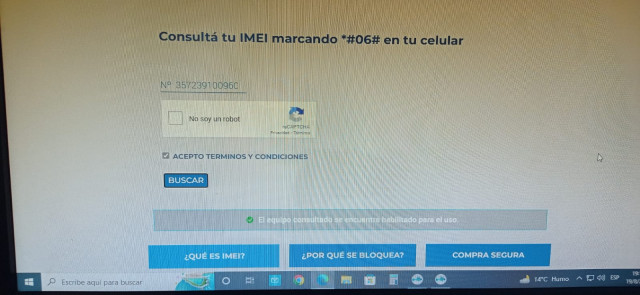 Consultá tu IMEI marcando *#06# en tu celular
Nº 357239100960
No soy un robot
reCAPTCHA
Privacidad - Términos
ACEPTO TERMINOS Y CONDICIONES
BUSCAR
El equipo consultado se encuentra habilitado para el uso.
¿QUÉ ES IMEI?
¿POR QUÉ SE BLOQUEA?
COMPRA SEGURA
Escribe aquí para buscar
14°C Humo
ESP